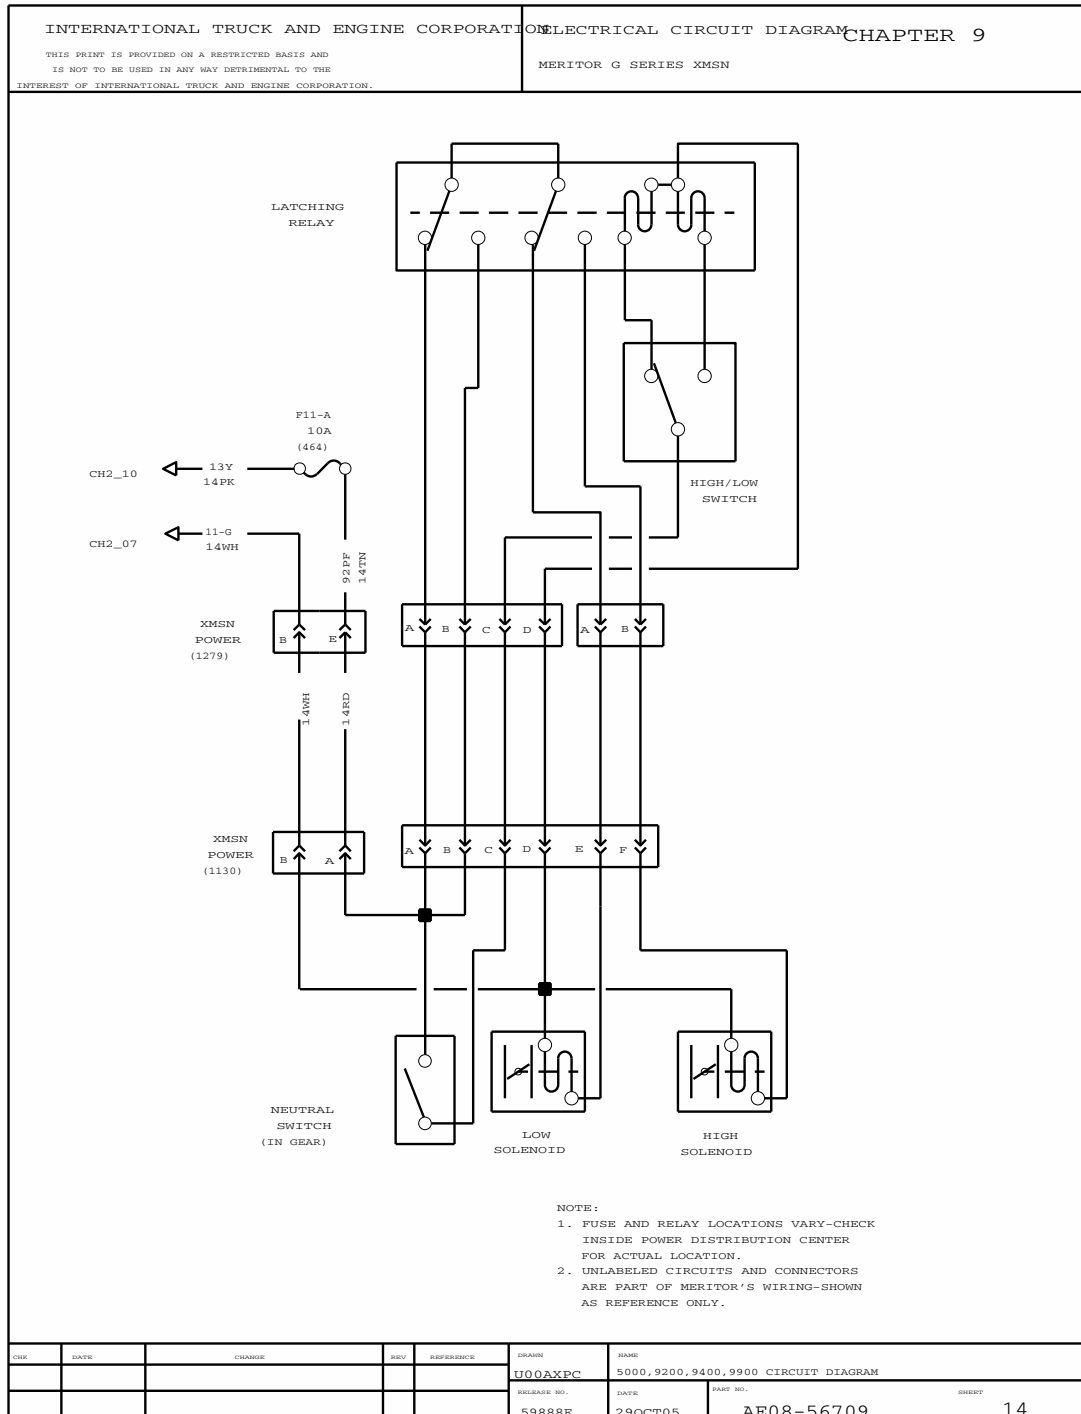 INTERNATIONAL TRUCK AND ENGINE CORPORATION
THIS PRINT IS PROVIDED ON A RESTRICTED BASIS AND
IS NOT TO BE USED IN ANY WAY DETRIMENTAL TO THE
INTEREST OF INTERNATIONAL TRUCK AND ENGINE CORPORATION.
ELECTRICAL CIRCUIT DIAGRAM
CHAPTER 9
MERITOR G SERIES XMSN
LATCHING
RELAY
F11-A
10A
(464)
CH2_10
13Y
14PK
CH2_07
11-G
14WH
92PF
14TN
HIGH/LOW
SWITCH
XMSN
POWER
(1279)
B E
A B C D
A B
14WH
14RD
XMSN
POWER
(1130)
B A
A B C D E F
NEUTRAL
SWITCH
(IN GEAR)
LOW
SOLENOID
HIGH
SOLENOID
NOTE:
1. FUSE AND RELAY LOCATIONS VARY-CHECK
INSIDE POWER DISTRIBUTION CENTER
FOR ACTUAL LOCATION.
2. UNLABELED CIRCUITS AND CONNECTORS
ARE PART OF MERITOR'S WIRING-SHOWN
AS REFERENCE ONLY.
CHK DATE CHANGE REV REFERENCE
DRAWN
U00AXPC
NAME
5000,9200,9400,9900 CIRCUIT DIAGRAM
RELEASE NO.
59888E
DATE
29OCT05
PART NO.
AE08-56709
SHEET
14